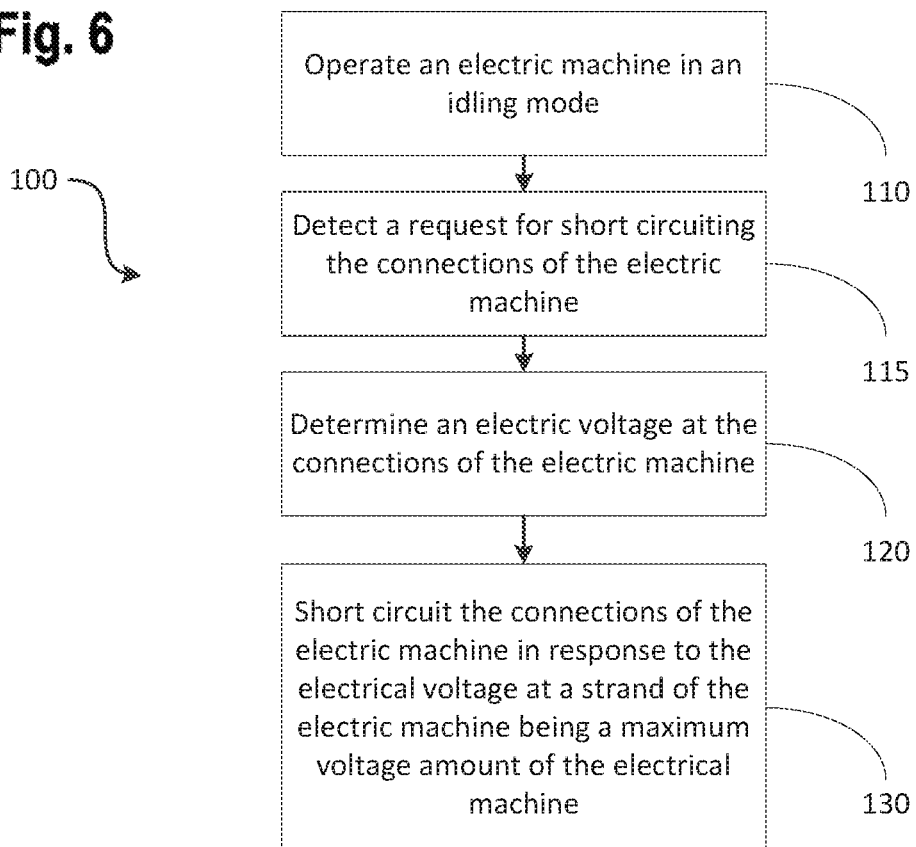 Fig. 6
100
Operate an electric machine in an
idling mode
110
Detect a request for short circuiting
the connections of the electric
machine
115
Determine an electric voltage at the
connections of the electric machine
120
Short circuit the connections of the
electric machine in response to the
electrical voltage at a strand of the
electric machine being a maximum
voltage amount of the electrical
machine
130